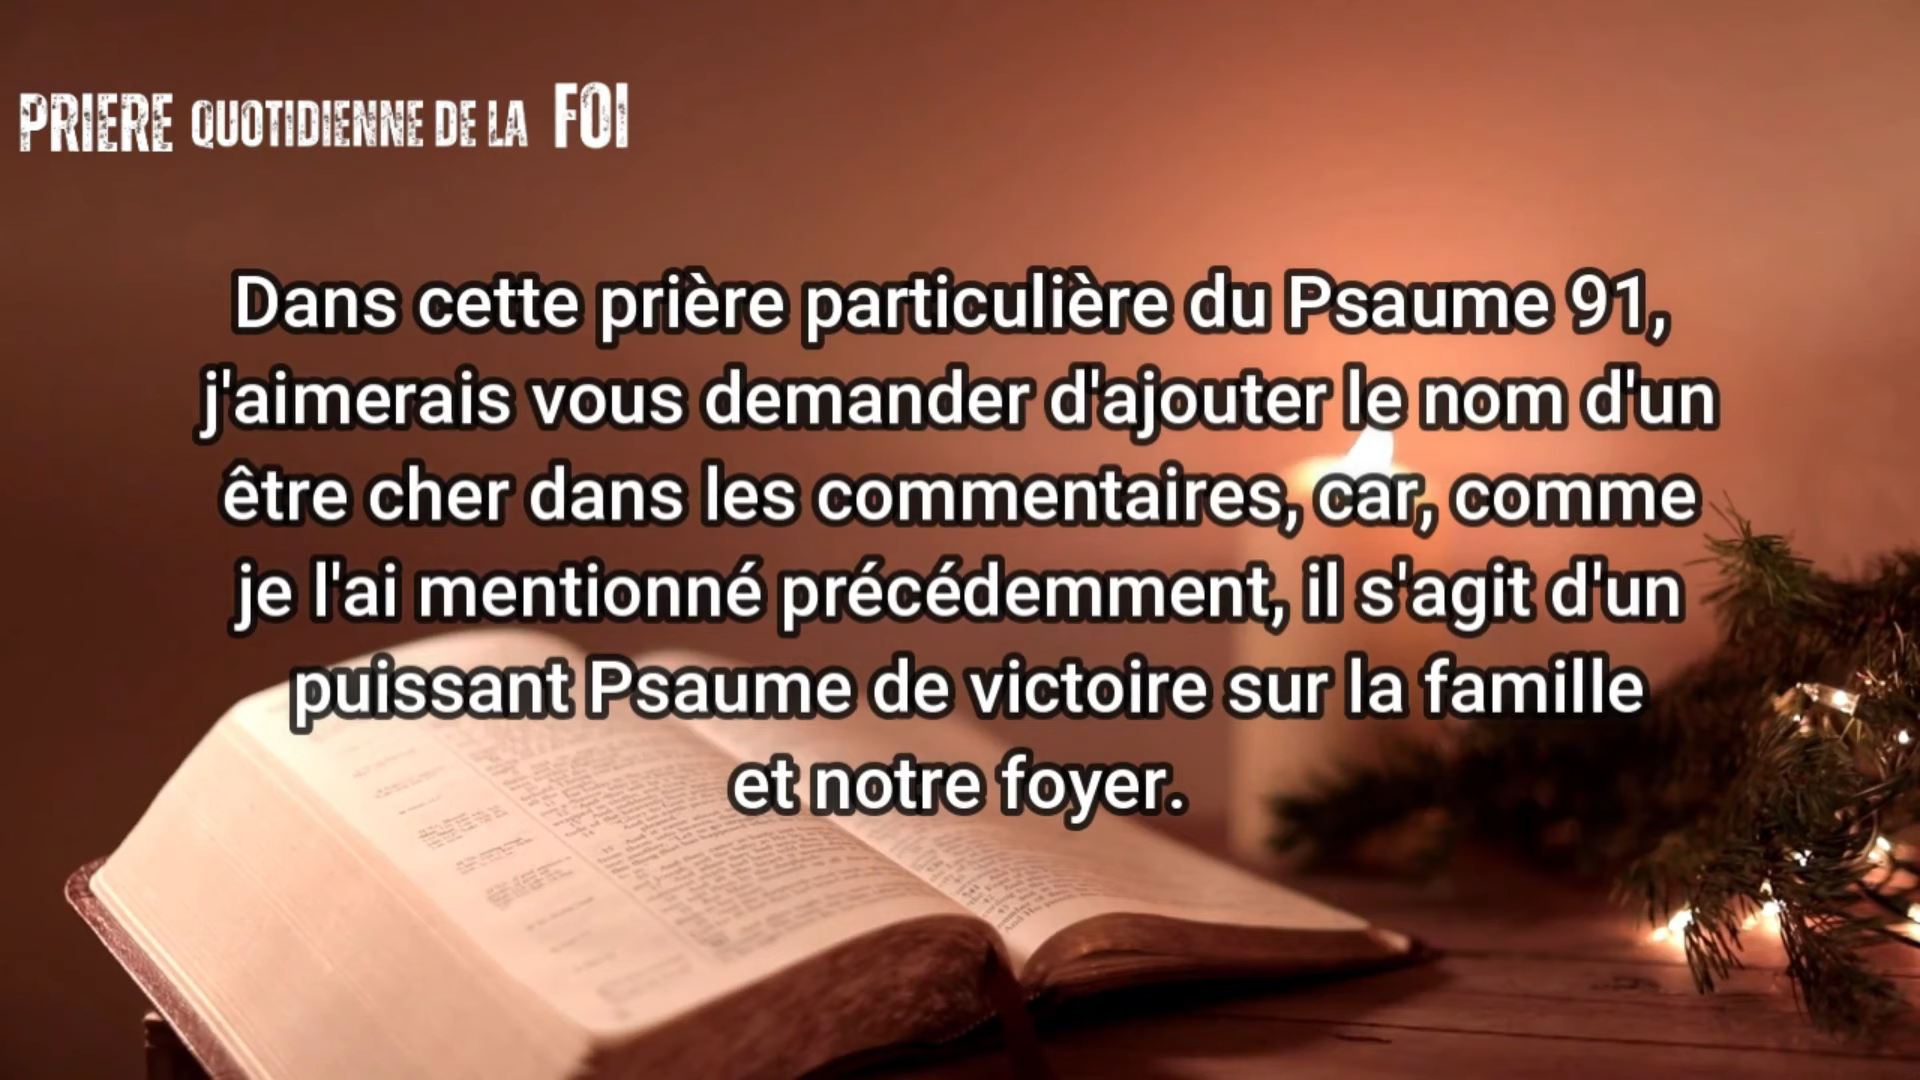 PRIERE QUOTIDIENNE DE LA FOI
Dans cette prière particulière du Psaume 91,
j'aimerais vous demander d'ajouter le nom d'un
être cher dans les commentaires, car, comme
je l'ai mentionné précédemment, il s'agit d'un
puissant Psaume de victoire sur la famille
et notre foyer.